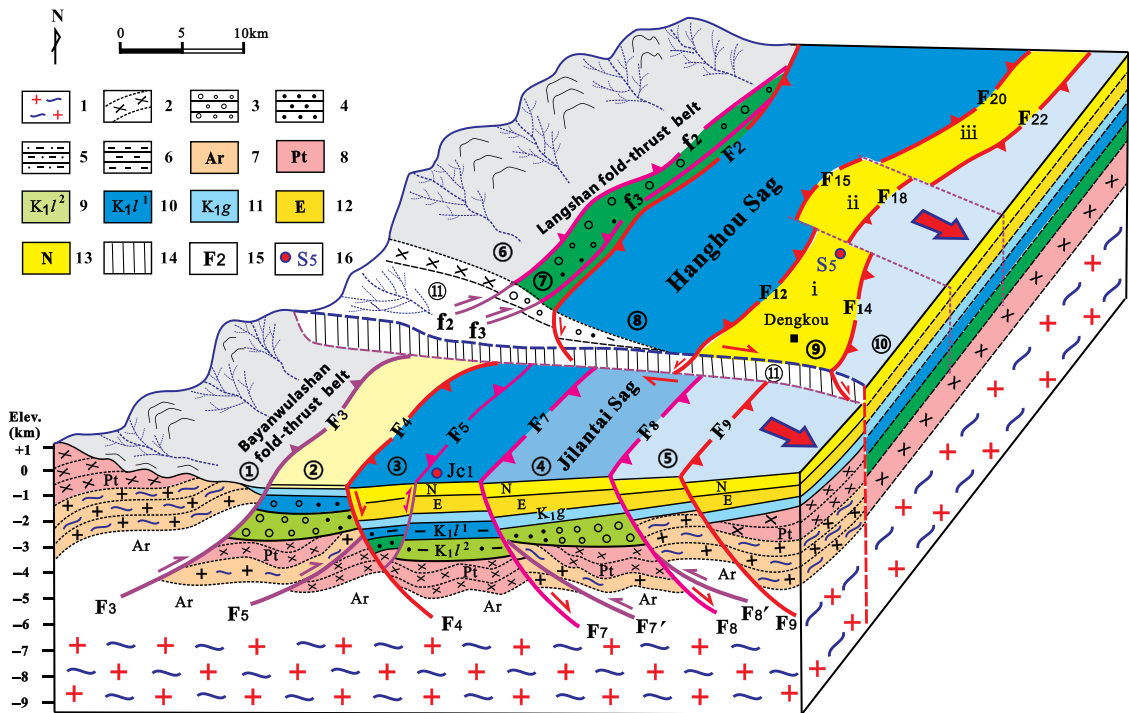 N
0 5 10km
1 2 3 4
5 6 Ar 7 Pt 8
K₁l² 9 K₁l¹ 10 K₁g 11 E 12
N 13 14 F2 15 S5 16
Langshan fold-thrust belt
f2
f3
F2
Hanghou Sag
F20
F22
iii
F15
ii
F18
S5
i
F12
F14
Dengkou
⑥
⑦
⑧
⑨
⑩
⑪
f2
f3
⑪
Bayanwulashan
fold-thrust belt
F3
F4
F5
F7
Jilantai Sag
F8
F9
①
②
③
④
⑤
Jc1
Elev.
(km)
+1
0
−1
−2
−3
−4
−5
−6
−7
−8
−9
Pt
Ar
Ar
Pt
Ar
N
E
K₁l¹
K₁l²
Pt
Ar
N
E
K₁g
Pt
Ar
Pt
F3
F5
F4
F7
F7′
F8
F8′
F9